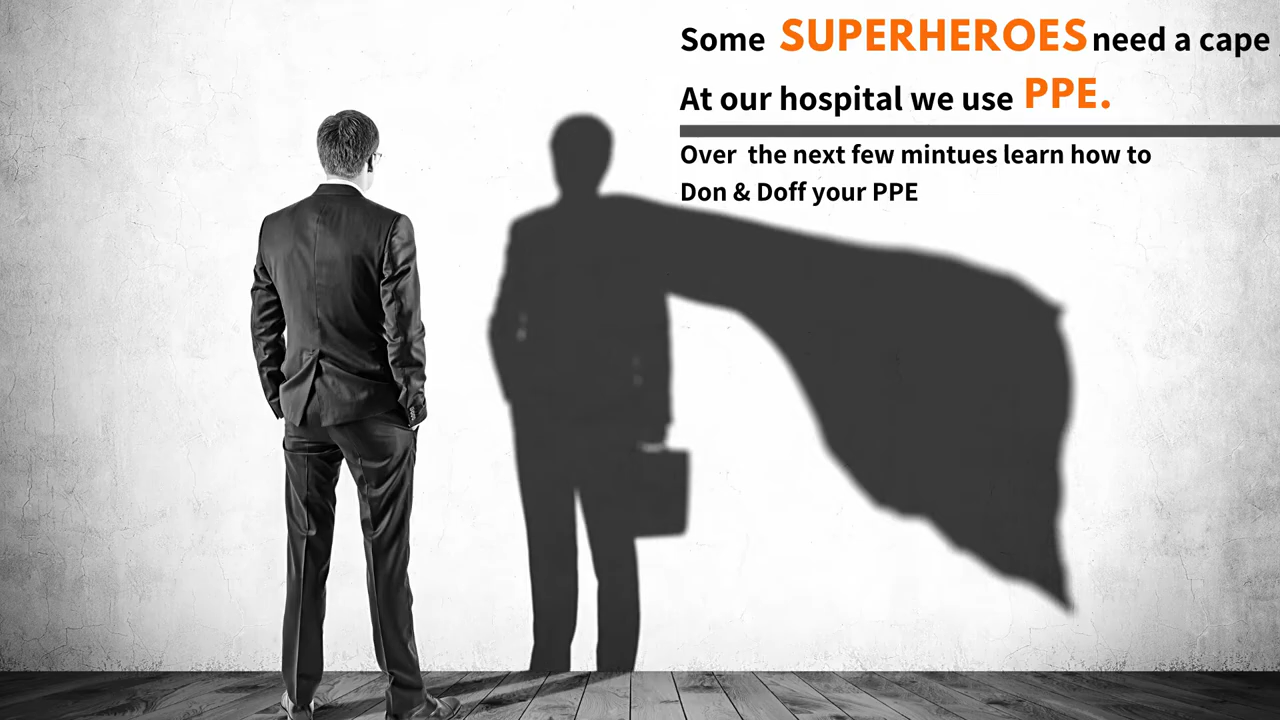 Some SUPERHEROES need a cape
At our hospital we use PPE.
Over the next few mintues learn how to
Don & Doff your PPE